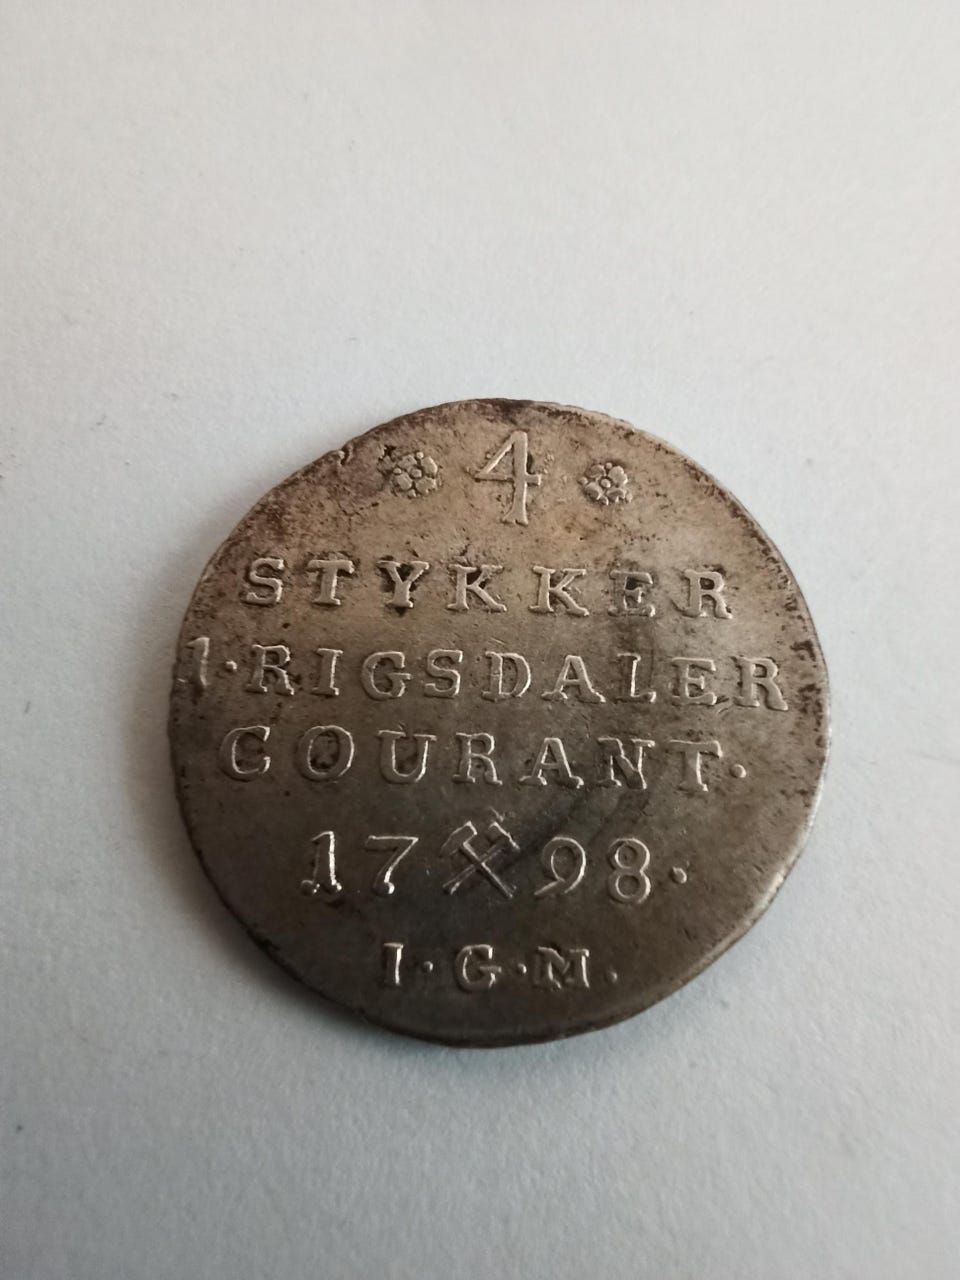 4
STYKKER
1·RIGSDALER
COURANT·
17 98·
I·G·M·